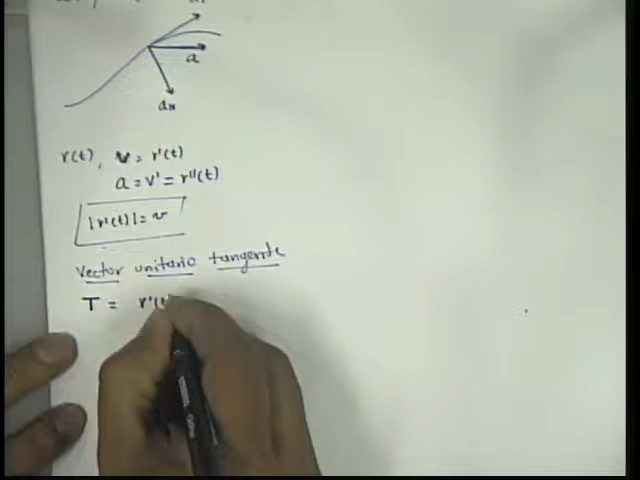 a
aN
r(t), v = r'(t)
a = v' = r''(t)
|r'(t)| = v
Vector unitario tangente
T = r'(t